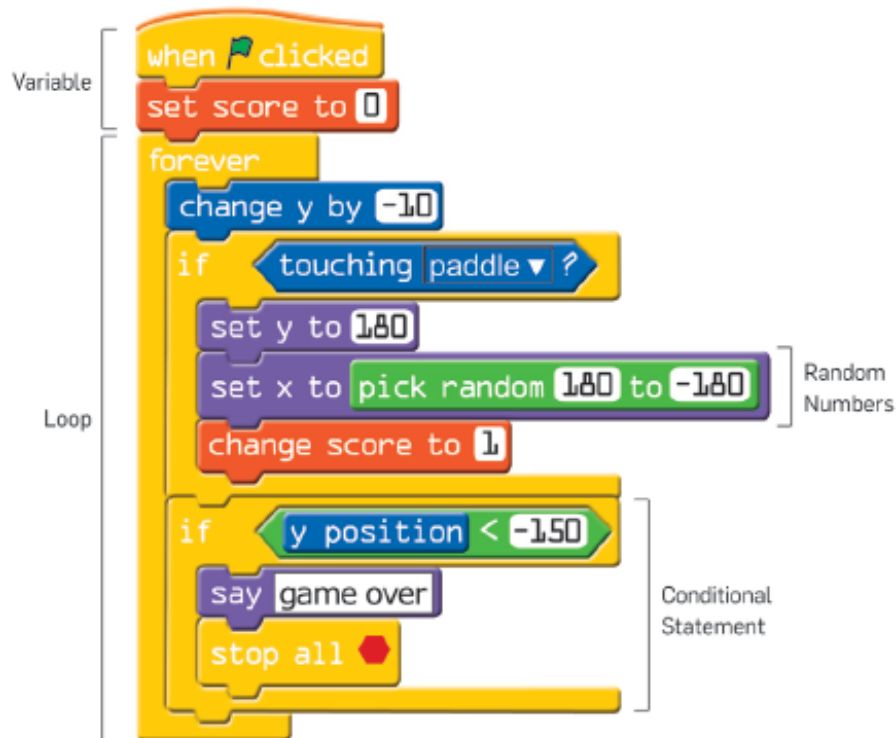 when clicked
Variable
set score to 0
forever
change y by -10
if touching paddle ▼ ?
set y to 180
set x to pick random 180 to -180
Random
Numbers
Loop
change score to 1
if y position < -150
say game over
Conditional
Statement
stop all